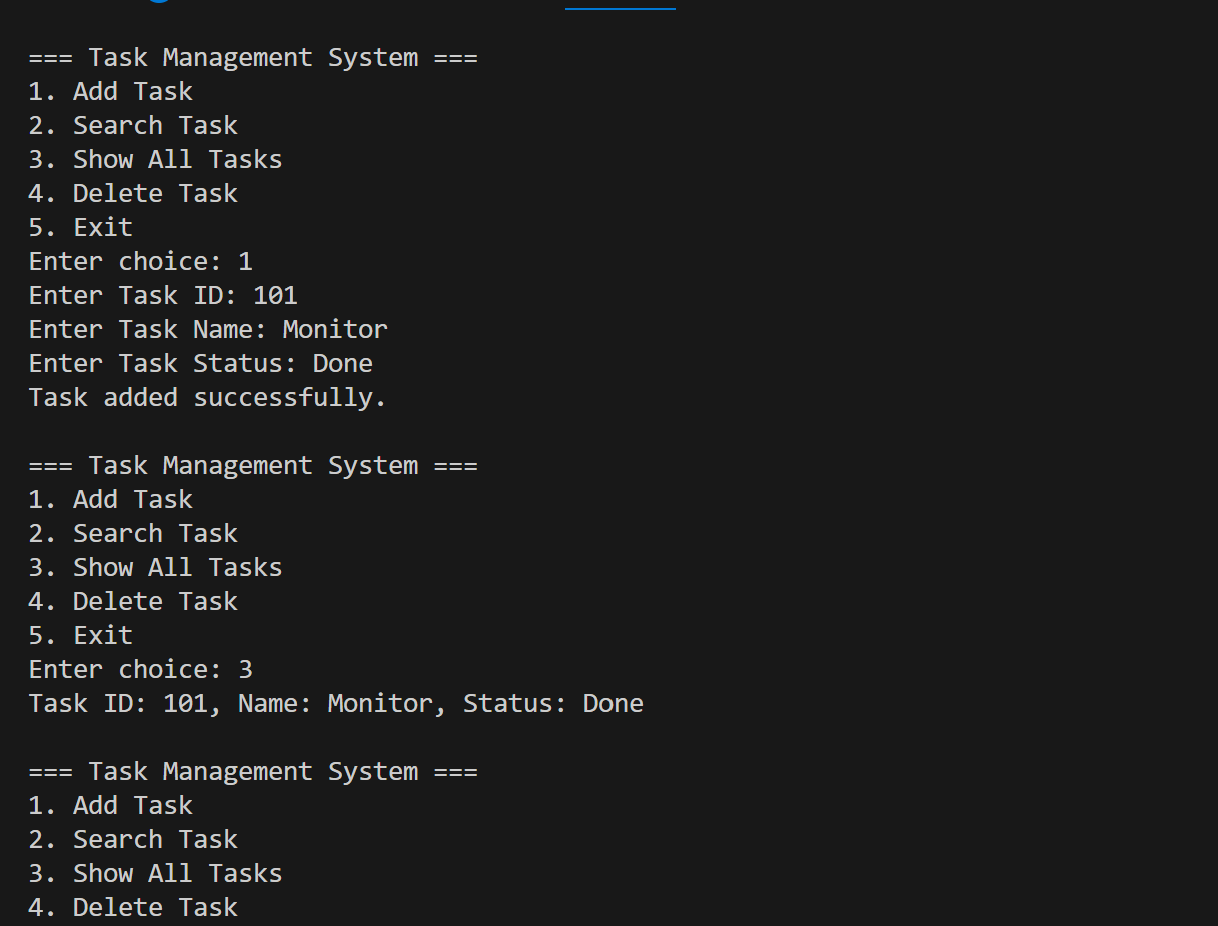 === Task Management System ===
1. Add Task
2. Search Task
3. Show All Tasks
4. Delete Task
5. Exit
Enter choice: 1
Enter Task ID: 101
Enter Task Name: Monitor
Enter Task Status: Done
Task added successfully.
=== Task Management System ===
1. Add Task
2. Search Task
3. Show All Tasks
4. Delete Task
5. Exit
Enter choice: 3
Task ID: 101, Name: Monitor, Status: Done
=== Task Management System ===
1. Add Task
2. Search Task
3. Show All Tasks
4. Delete Task